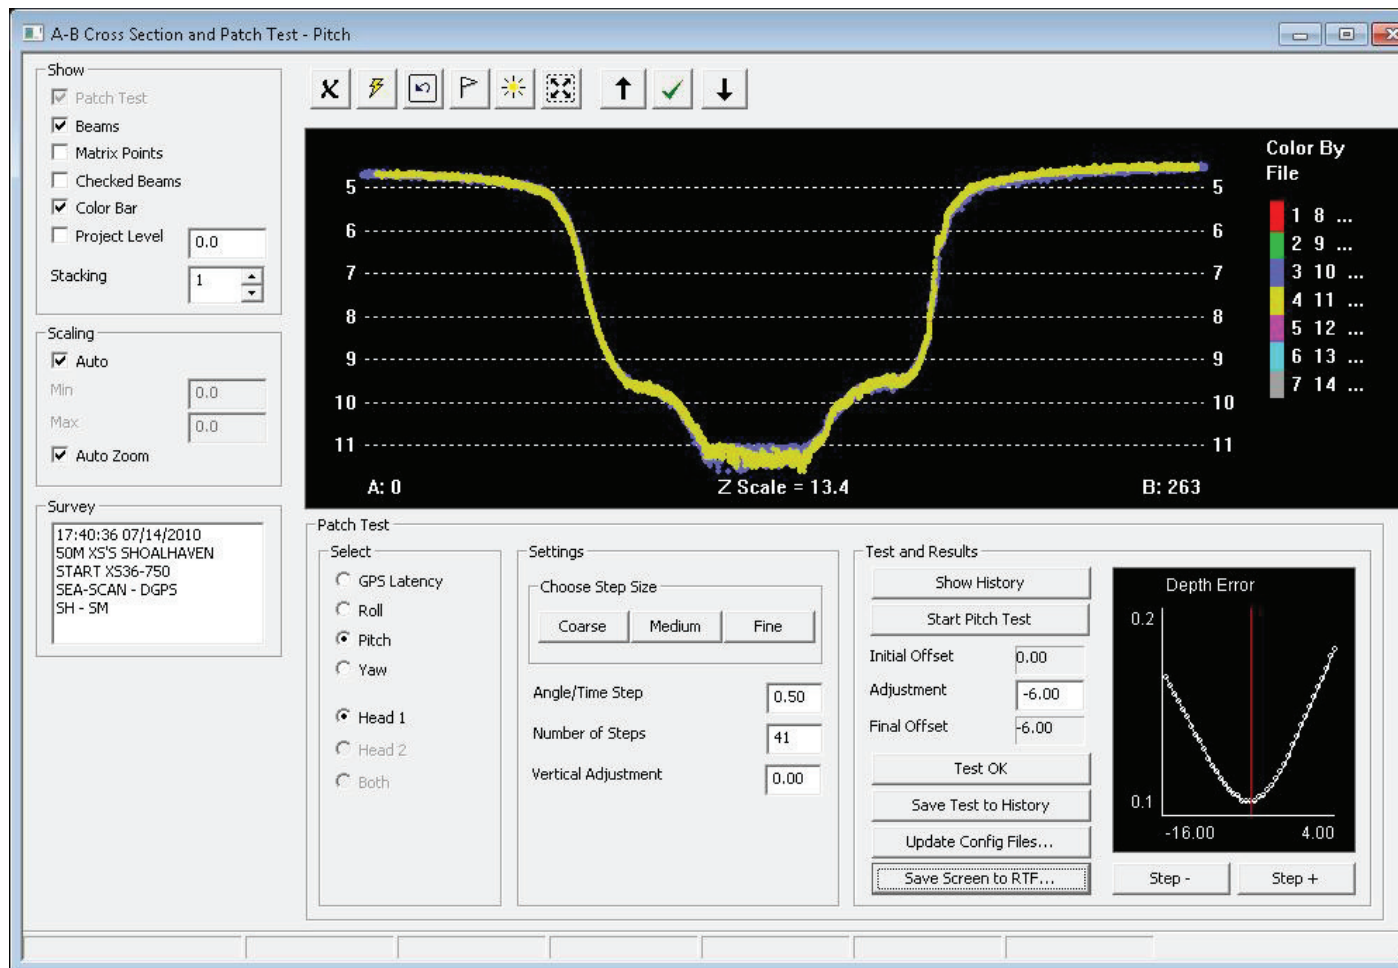 A-B Cross Section and Patch Test - Pitch
Show
Patch Test
Beams
Matrix Points
Checked Beams
Color Bar
Project Level 0.0
Stacking 1
Scaling
Auto
Min 0.0
Max 0.0
Auto Zoom
Survey
17:40:36 07/14/2010
50M XS'S SHOALHAVEN
START XS36-750
SEA-SCAN - DGPS
SH - SM
Color By
File
1 8 ...
2 9 ...
3 10 ...
4 11 ...
5 12 ...
6 13 ...
7 14 ...
5 5
6 6
7 7
8 8
9 9
10 10
11 11
A: 0 Z Scale = 13.4 B: 263
Patch Test
Select
GPS Latency
Roll
Pitch
Yaw
Head 1
Head 2
Both
Settings
Choose Step Size
Coarse Medium Fine
Angle/Time Step 0.50
Number of Steps 41
Vertical Adjustment 0.00
Test and Results
Show History
Start Pitch Test
Initial Offset 0.00
Adjustment -6.00
Final Offset -6.00
Test OK
Save Test to History
Update Config Files...
Save Screen to RTF...
Depth Error
0.2
0.1
-16.00 4.00
Step - Step +